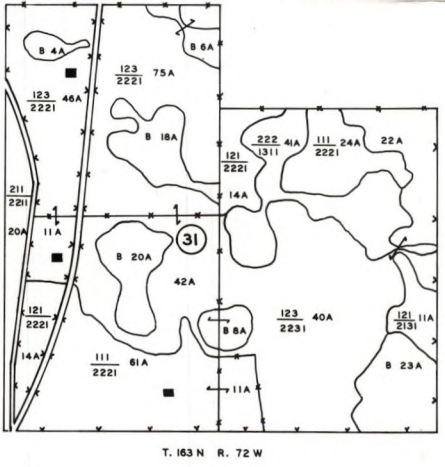 B 6A
B 4A
123 75A
2221
123 46A
2221
B 18A
222 41A
1311
111 24A
2221
22A
121
2221
14A
211
2211
20A
11A
31
B 20A
42A
121
2221
14A
B 8A
123 40A
2231
121 11A
2131
111 61A
2221
B 23A
11A
T. 163 N R. 72 W